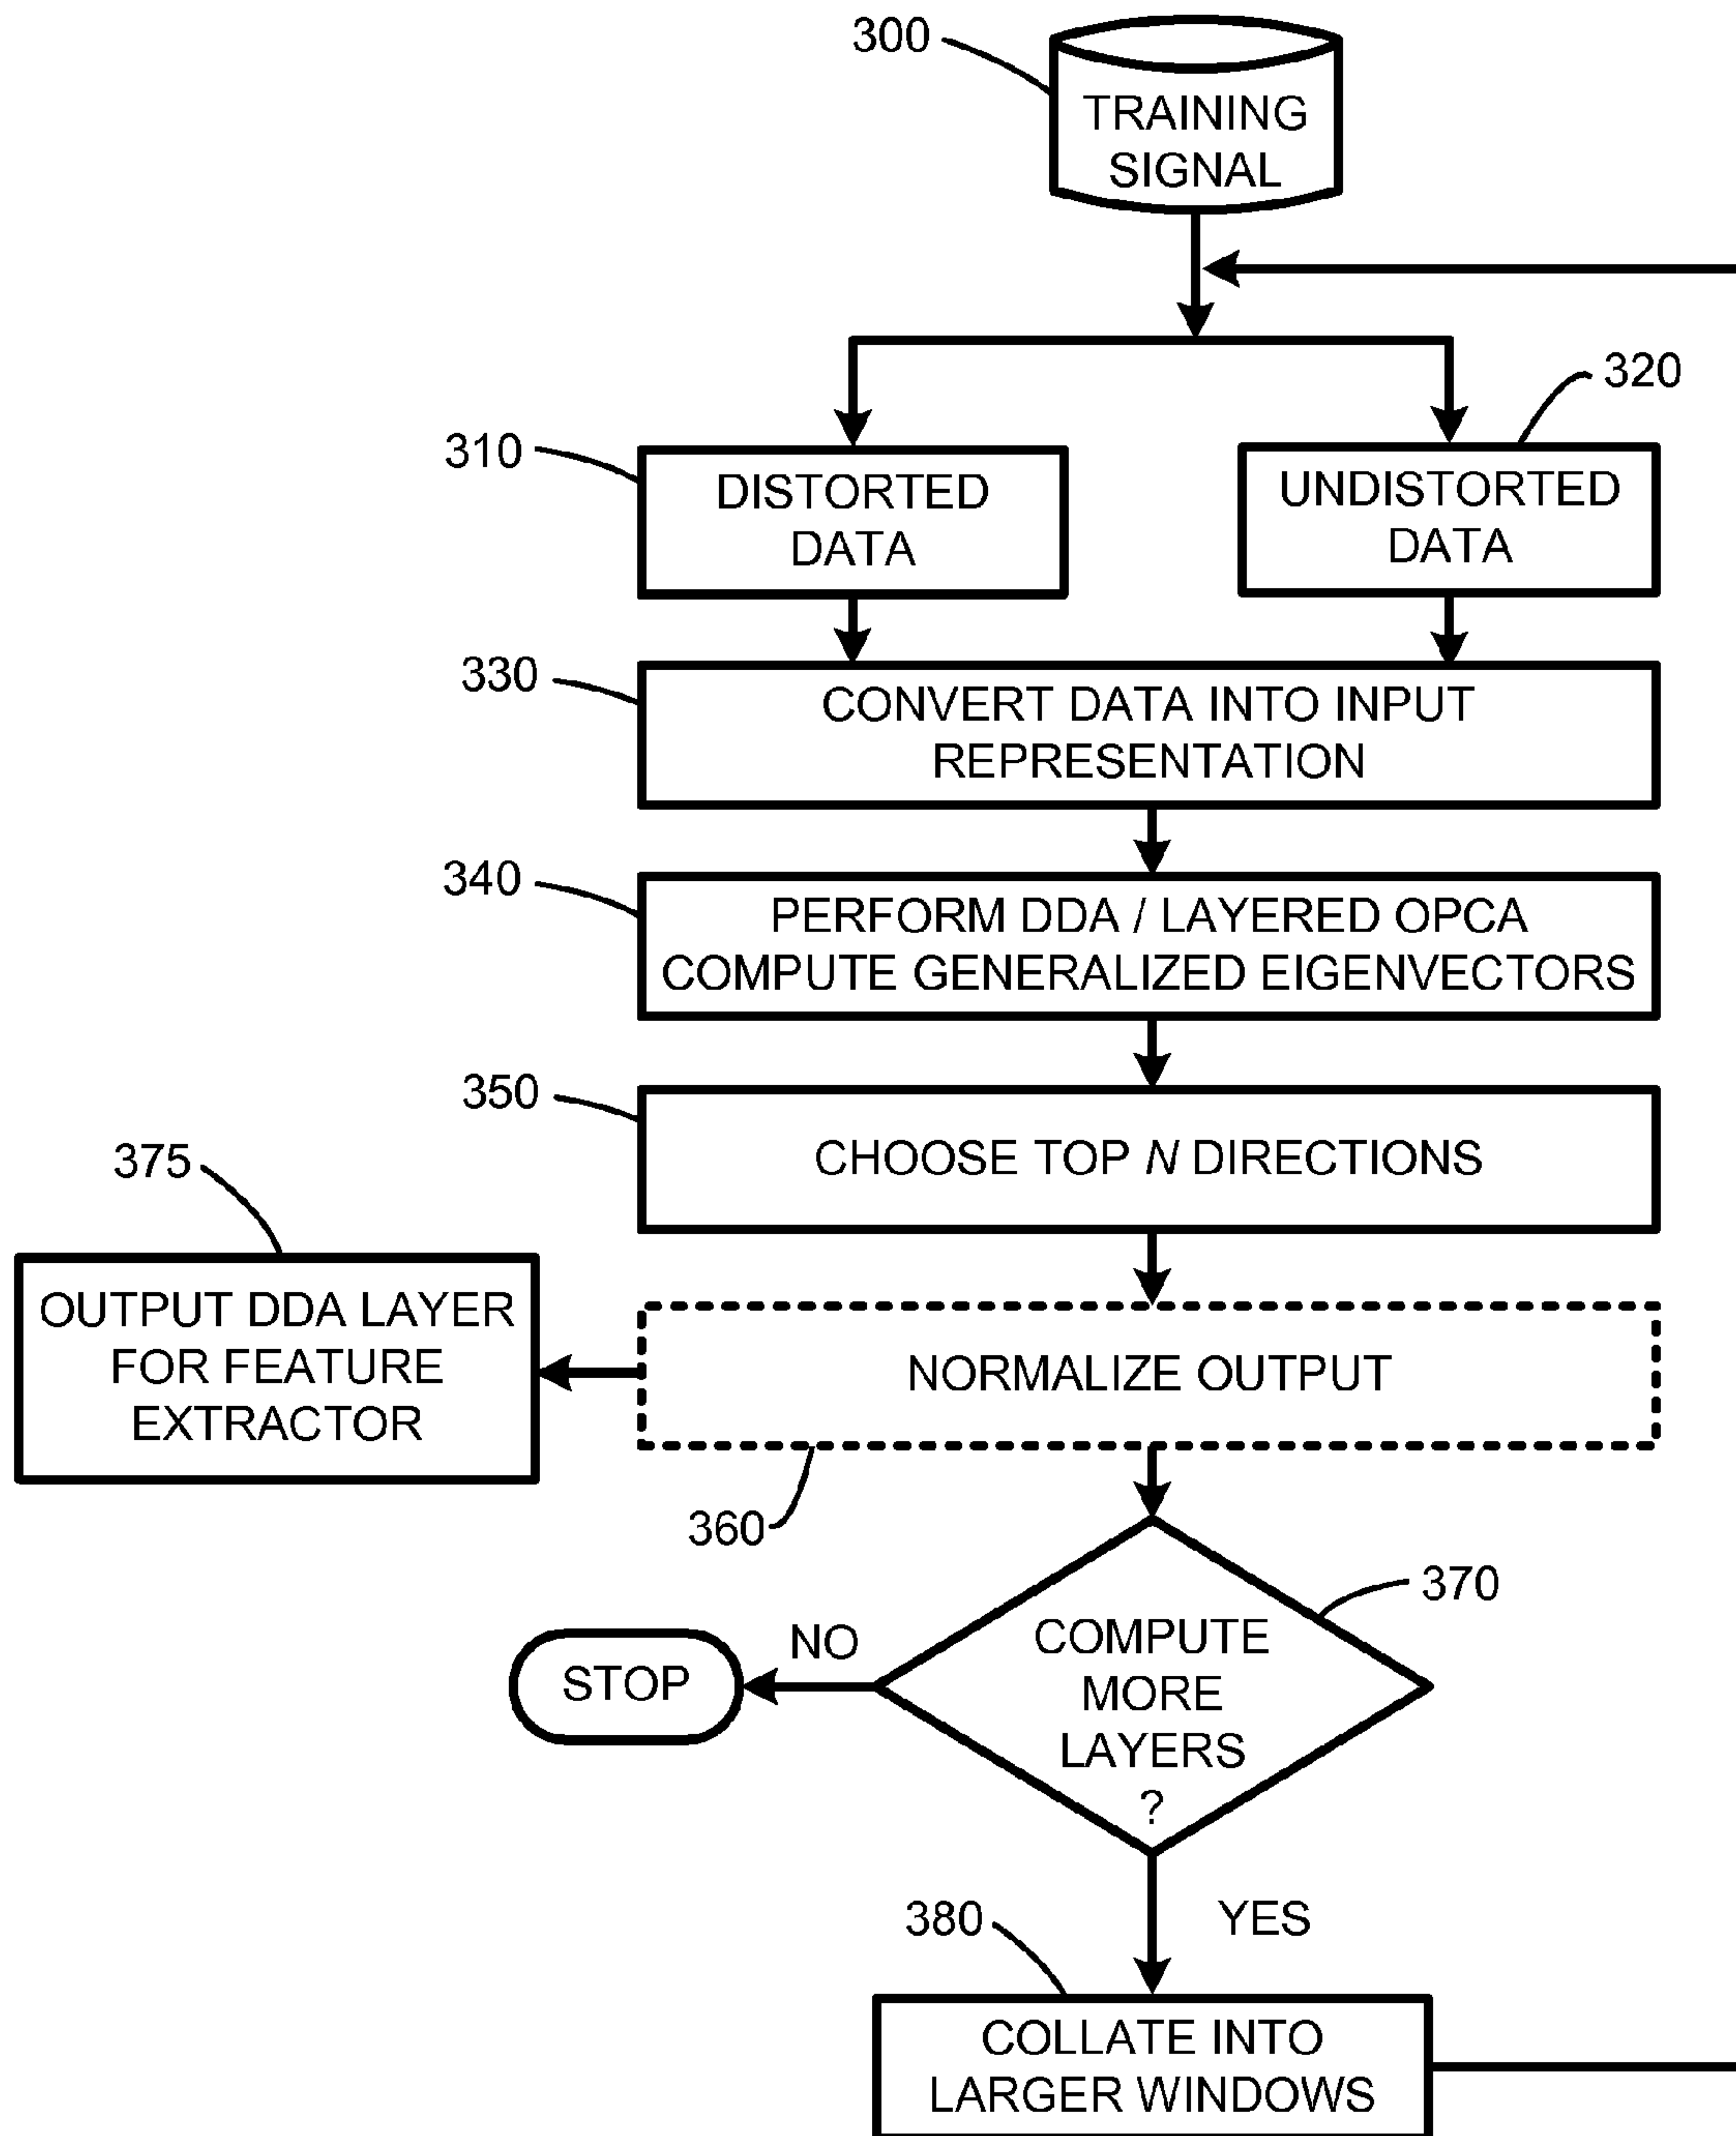 300
TRAINING
SIGNAL
320
310
DISTORTED
DATA
UNDISTORTED
DATA
330
CONVERT DATA INTO INPUT
REPRESENTATION
340
PERFORM DDA / LAYERED OPCA
COMPUTE GENERALIZED EIGENVECTORS
350
CHOOSE TOP N DIRECTIONS
375
OUTPUT DDA LAYER
FOR FEATURE
EXTRACTOR
NORMALIZE OUTPUT
360
370
NO
STOP
COMPUTE
MORE
LAYERS
?
380
YES
COLLATE INTO
LARGER WINDOWS